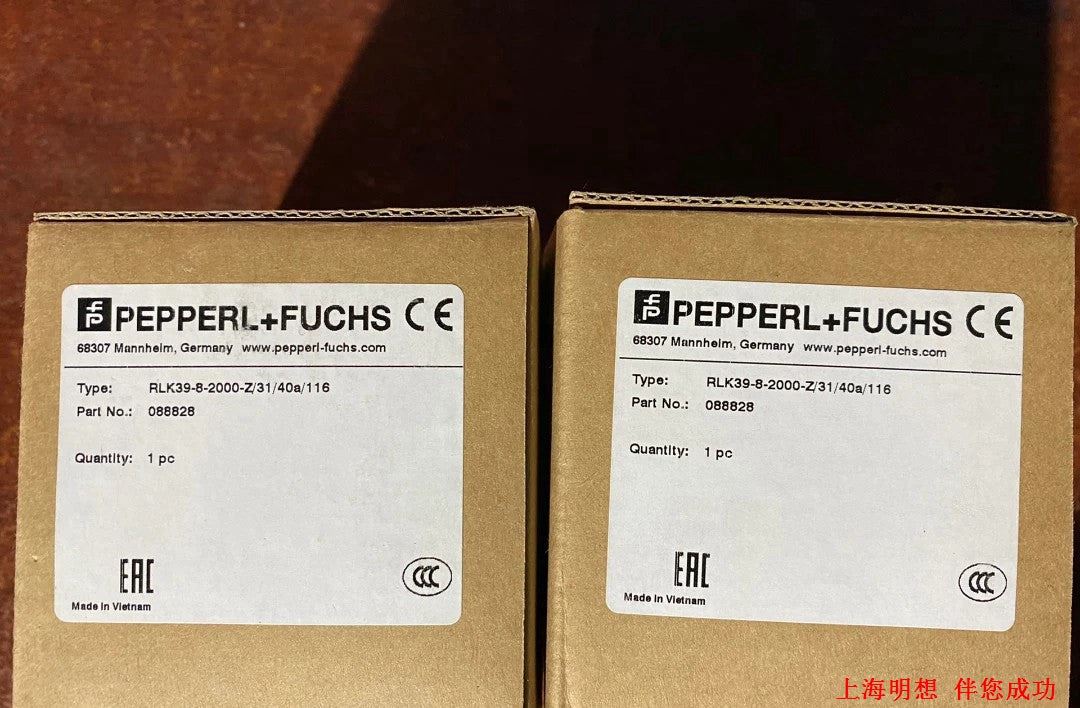 PEPPERL+FUCHS CE
68307 Mannheim, Germany www.pepperl-fuchs.com
Type: RLK39-8-2000-Z/31/40a/116
Part No.: 088828
Quantity: 1 pc
EAC
CCC
Made in Vietnam
PEPPERL+FUCHS CE
68307 Mannheim, Germany www.pepperl-fuchs.com
Type: RLK39-8-2000-Z/31/40a/116
Part No.: 088828
Quantity: 1 pc
EAC
CCC
Made in Vietnam
上海明想 伴您成功